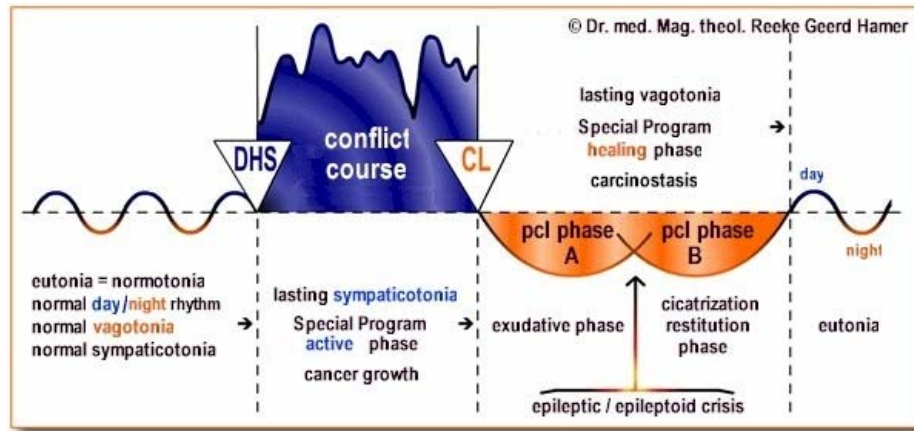 © Dr. med. Mag. theol. Reeke Geerd Hamer
lasting vagotonia
Special Program
healing phase
carcinostasis
conflict
course
DHS
CL
day
night
pcl phase
A
pcl phase
B
eutonia = normotonia
normal day/night rhythm
normal vagotonia
normal sympaticotonia
lasting sympaticotonia
Special Program
active phase
cancer growth
exudative phase
cicatrization
restitution
phase
eutonia
epileptic / epileptoid crisis